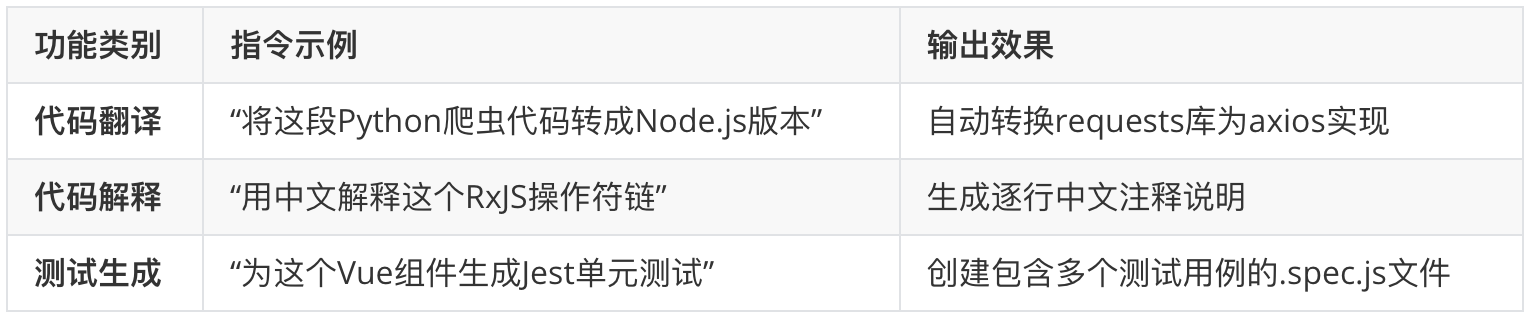 功能类别 指令示例 输出效果
代码翻译 “将这段Python爬虫代码转成Node.js版本” 自动转换requests库为axios实现
代码解释 “用中文解释这个RxJS操作符链” 生成逐行中文注释说明
测试生成 “为这个Vue组件生成Jest单元测试” 创建包含多个测试用例的.spec.js文件